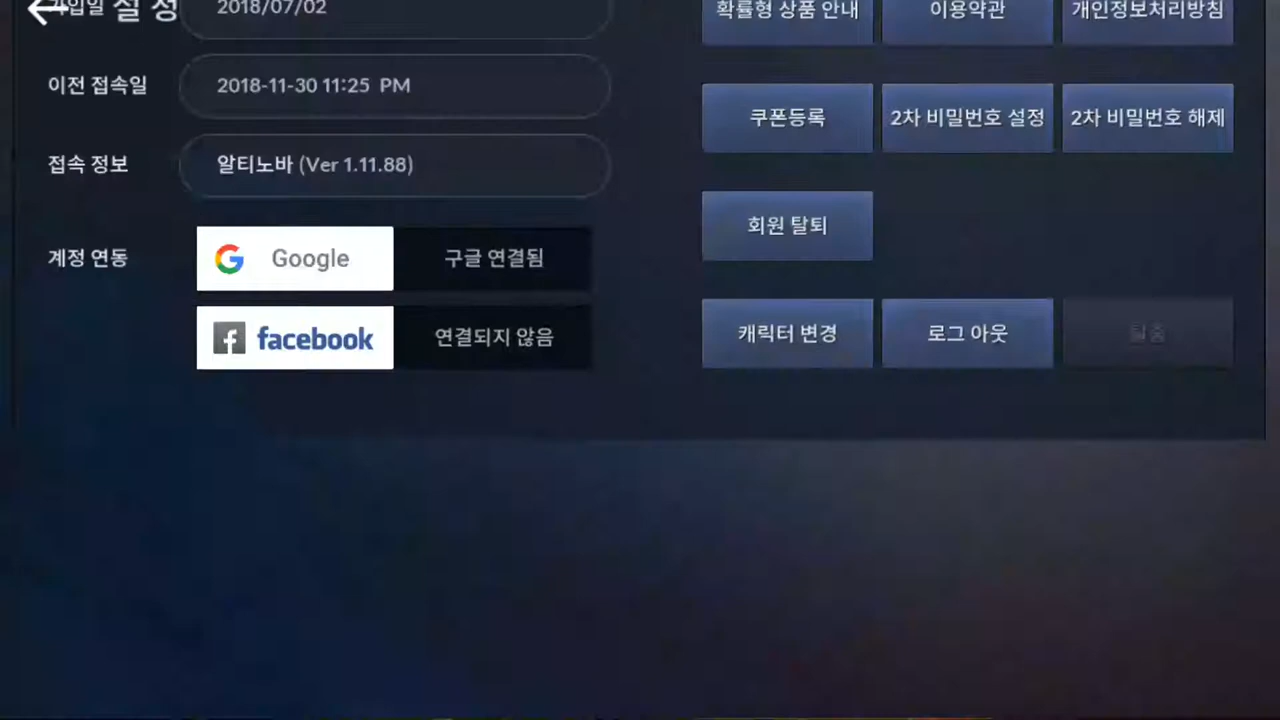 가입일
설 정
2018/07/02
이전 접속일
2018-11-30 11:25 PM
접속 정보
알티노바 (Ver 1.11.88)
계정 연동
Google
구글 연결됨
facebook
연결되지 않음
확률형 상품 안내
이용약관
개인정보처리방침
쿠폰등록
2차 비밀번호 설정
2차 비밀번호 해제
회원 탈퇴
캐릭터 변경
로그 아웃
탈출